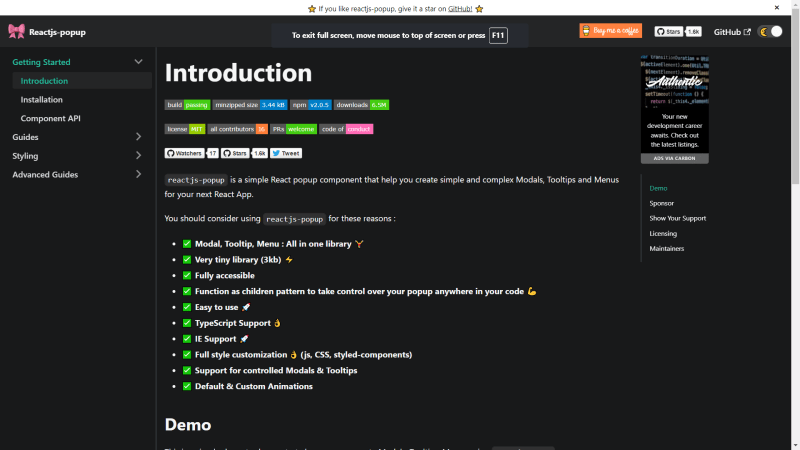 ⭐ If you like reactjs-popup, give it a star on GitHub! ⭐
Reactjs-popup
To exit full screen, move mouse to top of screen or press F11
Buy me a coffee
Stars 1.6k
GitHub
Getting Started
Introduction
Installation
Component API
Guides
Styling
Advanced Guides
Introduction
build passing minzipped size 3.44 kB npm v2.0.5 downloads 6.5M
license MIT all contributors 16 PRs welcome code of conduct
Watchers 17 Stars 1.6k Tweet
reactjs-popup is a simple React popup component that help you create simple and complex Modals, Tooltips and Menus
for your next React App.
You should consider using reactjs-popup for these reasons :
✅ Modal, Tooltip, Menu : All in one library 🏋
✅ Very tiny library (3kb) ⚡
✅ Fully accessible
✅ Function as children pattern to take control over your popup anywhere in your code 💪
✅ Easy to use 🚀
✅ TypeScript Support 👌
✅ IE Support 🚀
✅ Full style customization 👌 (js, CSS, styled-components)
✅ Support for controlled Modals & Tooltips
✅ Default & Custom Animations
Demo
Authentic
Your new
development career
awaits. Check out
the latest listings.
ADS VIA CARBON
Demo
Sponsor
Show Your Support
Licensing
Maintainers